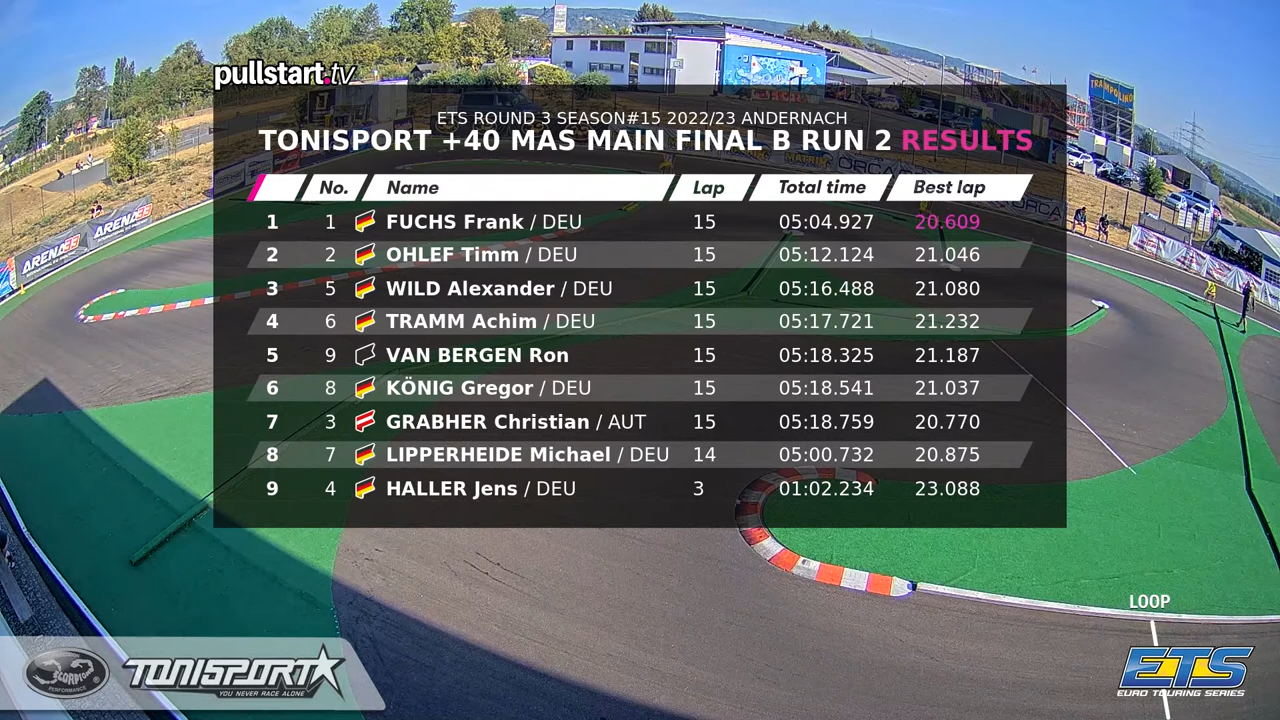 TRAMPOLINO
pullstart.tv
ETS ROUND 3 SEASON#15 2022/23 ANDERNACH
TONISPORT +40 MAS MAIN FINAL B RUN 2 RESULTS
No. Name Lap Total time Best lap
1 1 FUCHS Frank / DEU 15 05:04.927 20.609
2 2 OHLEF Timm / DEU 15 05:12.124 21.046
3 5 WILD Alexander / DEU 15 05:16.488 21.080
4 6 TRAMM Achim / DEU 15 05:17.721 21.232
5 9 VAN BERGEN Ron 15 05:18.325 21.187
6 8 KÖNIG Gregor / DEU 15 05:18.541 21.037
7 3 GRABHER Christian / AUT 15 05:18.759 20.770
8 7 LIPPERHEIDE Michael / DEU 14 05:00.732 20.875
9 4 HALLER Jens / DEU 3 01:02.234 23.088
ARENAEE
ARENAEE
ORCA
ORCA
LOOP
SCORPION
PERFORMANCE
TONISPORT
YOU NEVER RACE ALONE
ETS
EURO TOURING SERIES